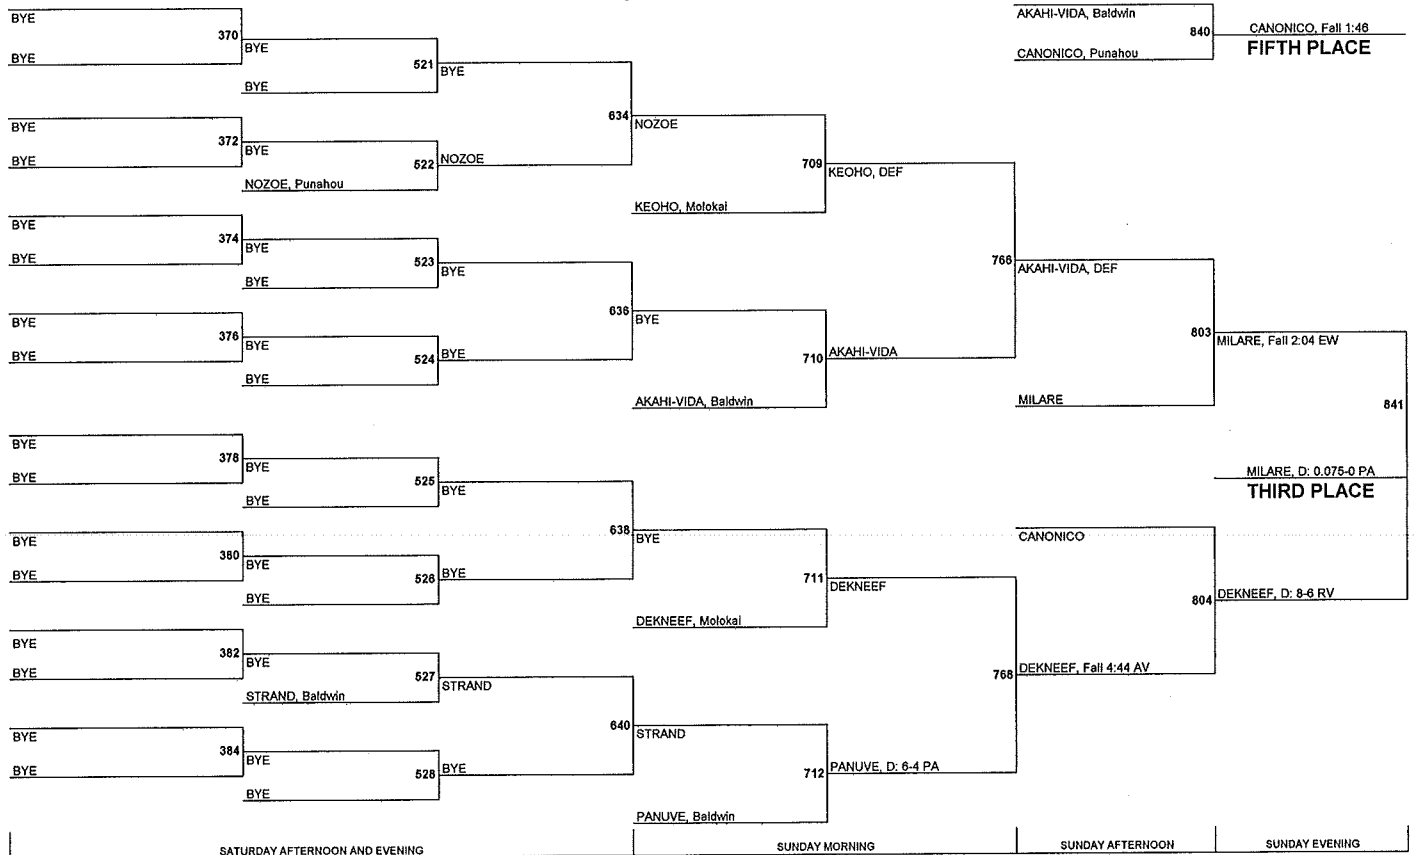 BYE
370
BYE
BYE
521
BYE
BYE
634
BYE
372
BYE
BYE
522
NOZOE
NOZOE, Punahou
NOZOE
709
KEOHO, DEF
KEOHO, Molokai
BYE
374
BYE
BYE
523
BYE
BYE
636
BYE
376
BYE
BYE
524
BYE
BYE
BYE
710
AKAHI-VIDA
AKAHI-VIDA, Baldwin
766
AKAHI-VIDA, DEF
803
MILARE, Fall 2:04 EW
MILARE
841
BYE
378
BYE
BYE
525
BYE
BYE
638
BYE
380
BYE
BYE
526
BYE
BYE
BYE
711
DEKNEEF
DEKNEEF, Molokai
BYE
382
BYE
BYE
527
STRAND
STRAND, Baldwin
640
BYE
384
BYE
BYE
528
BYE
BYE
STRAND
712
PANUVE, D: 6-4 PA
PANUVE, Baldwin
768
DEKNEEF, Fall 4:44 AV
CANONICO
804
DEKNEEF, D: 8-6 RV
MILARE, D: 0.075-0 PA
THIRD PLACE
AKAHI-VIDA, Baldwin
840
CANONICO, Punahou
CANONICO, Fall 1:46
FIFTH PLACE
SATURDAY AFTERNOON AND EVENING
SUNDAY MORNING
SUNDAY AFTERNOON
SUNDAY EVENING